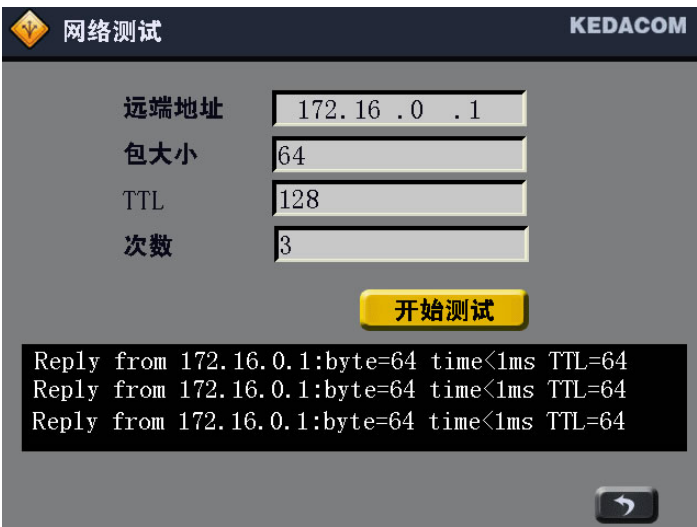 网络测试
KEDACOM
远端地址 172.16 .0 .1
包大小 64
TTL 128
次数 3
开始测试
Reply from 172.16.0.1:byte=64 time<1ms TTL=64
Reply from 172.16.0.1:byte=64 time<1ms TTL=64
Reply from 172.16.0.1:byte=64 time<1ms TTL=64